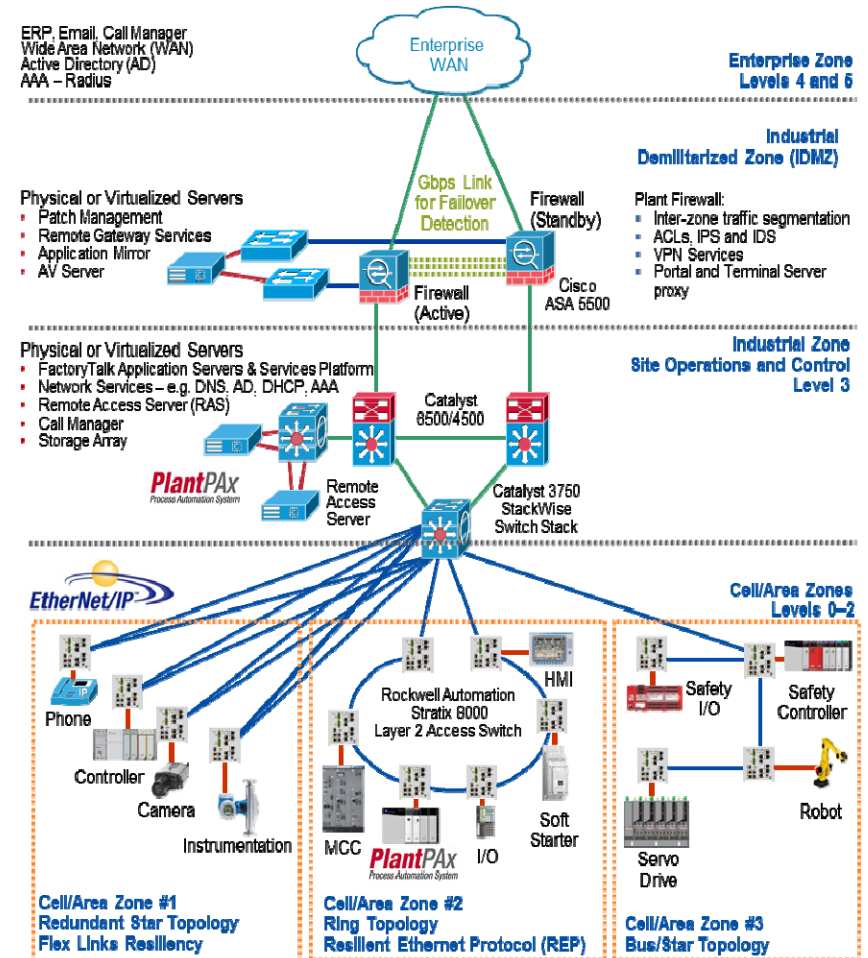 ERP, Email, Call Manager
Wide Area Network (WAN)
Active Directory (AD)
AAA – Radius
Enterprise
WAN
Enterprise Zone
Levels 4 and 5
Industrial
Demilitarized Zone (IDMZ)
Physical or Virtualized Servers
Patch Management
Remote Gateway Services
Application Mirror
AV Server
Gbps Link
for Failover
Detection
Firewall
(Standby)
Plant Firewall:
Inter-zone traffic segmentation
ACLs, IPS and IDS
VPN Services
Portal and Terminal Server
proxy
Firewall
(Active)
Cisco
ASA 5500
Physical or Virtualized Servers
FactoryTalk Application Servers & Services Platform
Network Services – e.g. DNS, AD, DHCP, AAA
Remote Access Server (RAS)
Call Manager
Storage Array
Industrial Zone
Site Operations and Control
Level 3
Catalyst
6500/4500
PlantPAx
Process Automation System
Remote
Access
Server
Catalyst 3750
StackWise
Switch Stack
EtherNet/IP™
Cell/Area Zones
Levels 0–2
IP
Phone
Controller
Camera
Instrumentation
Rockwell Automation
Stratix 8000
Layer 2 Access Switch
HMI
Soft
Starter
MCC
PlantPAx
Process Automation System
I/O
Safety
I/O
Safety
Controller
Robot
Servo
Drive
Cell/Area Zone #1
Redundant Star Topology
Flex Links Resiliency
Cell/Area Zone #2
Ring Topology
Resilient Ethernet Protocol (REP)
Cell/Area Zone #3
Bus/Star Topology